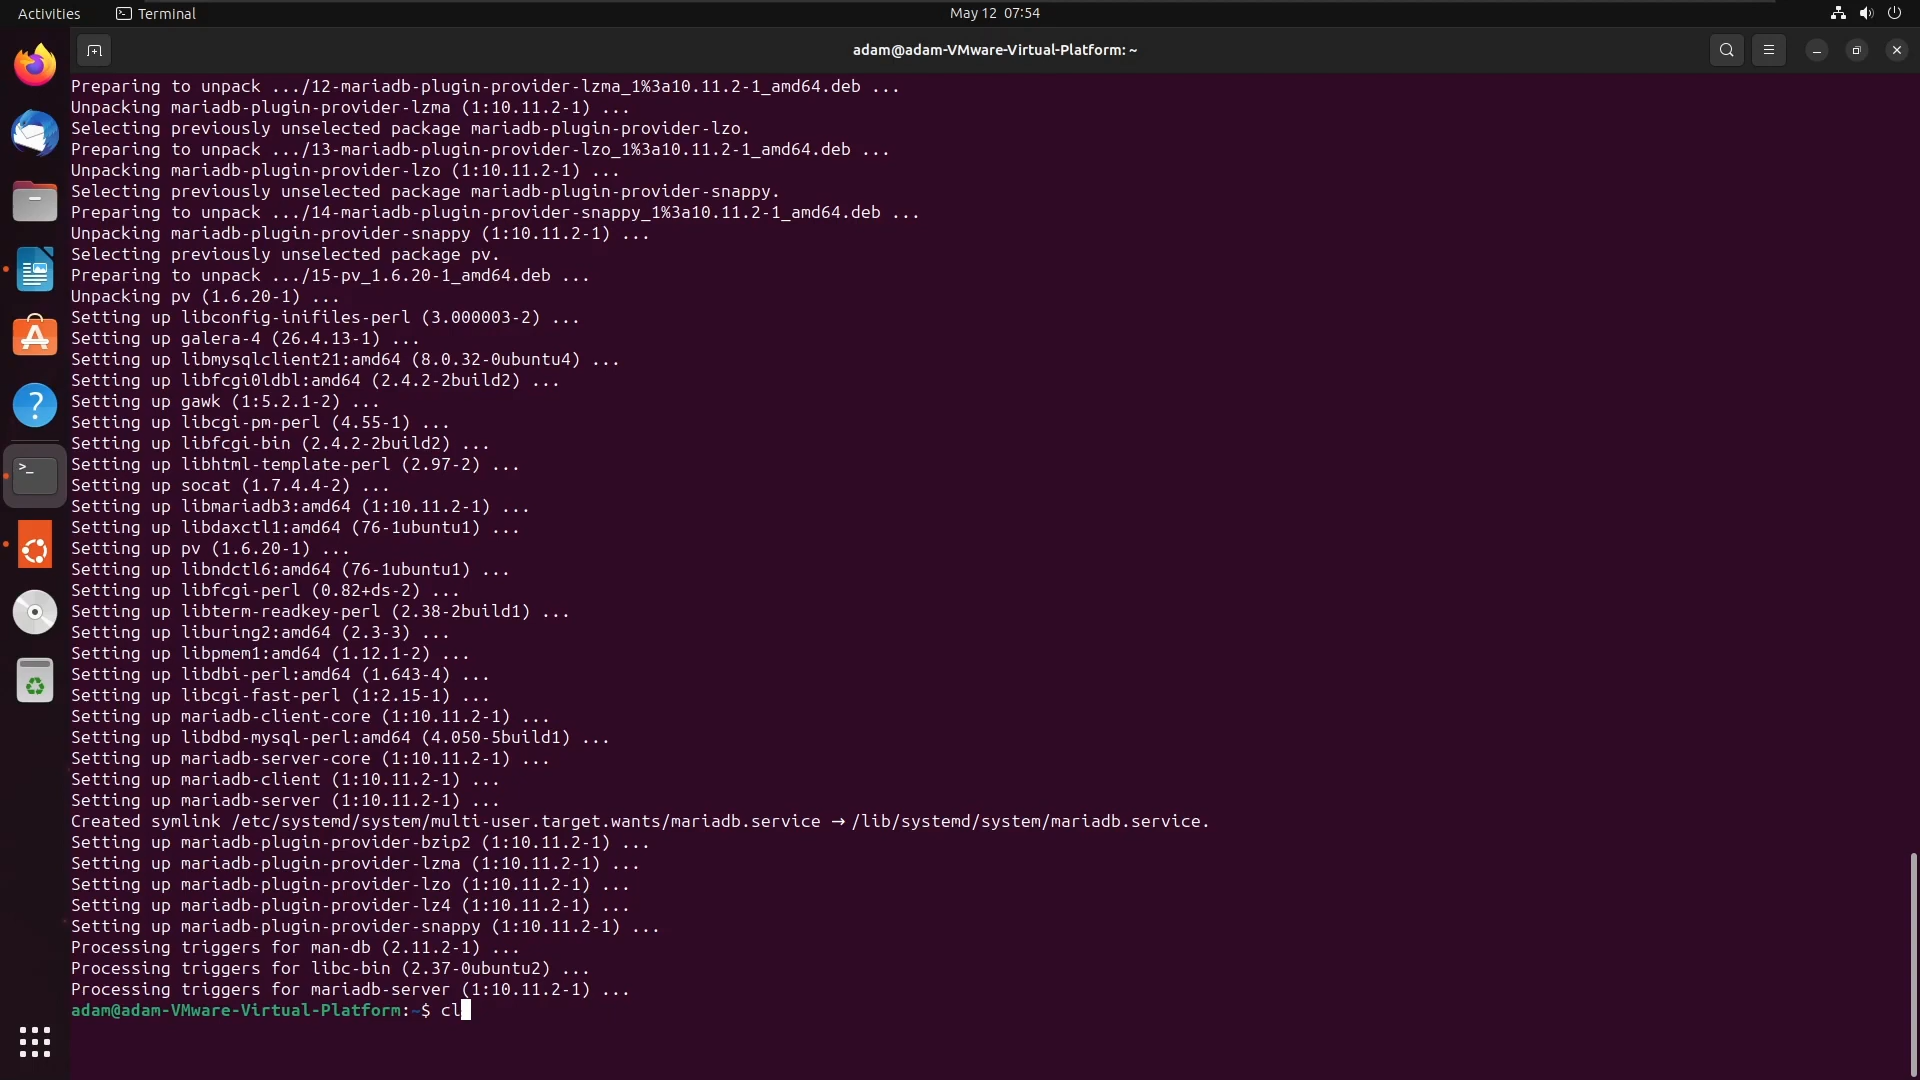 Activities
Terminal
May 12 07:54
adam@adam-VMware-Virtual-Platform: ~
Preparing to unpack .../12-mariadb-plugin-provider-lzma_1%3a10.11.2-1_amd64.deb ...
Unpacking mariadb-plugin-provider-lzma (1:10.11.2-1) ...
Selecting previously unselected package mariadb-plugin-provider-lzo.
Preparing to unpack .../13-mariadb-plugin-provider-lzo_1%3a10.11.2-1_amd64.deb ...
Unpacking mariadb-plugin-provider-lzo (1:10.11.2-1) ...
Selecting previously unselected package mariadb-plugin-provider-snappy.
Preparing to unpack .../14-mariadb-plugin-provider-snappy_1%3a10.11.2-1_amd64.deb ...
Unpacking mariadb-plugin-provider-snappy (1:10.11.2-1) ...
Selecting previously unselected package pv.
Preparing to unpack .../15-pv_1.6.20-1_amd64.deb ...
Unpacking pv (1.6.20-1) ...
Setting up libconfig-inifiles-perl (3.000003-2) ...
Setting up galera-4 (26.4.13-1) ...
Setting up libmysqlclient21:amd64 (8.0.32-0ubuntu4) ...
Setting up libfcgi0ldbl:amd64 (2.4.2-2build2) ...
Setting up gawk (1:5.2.1-2) ...
Setting up libcgi-pm-perl (4.55-1) ...
Setting up libfcgi-bin (2.4.2-2build2) ...
Setting up libhtml-template-perl (2.97-2) ...
Setting up socat (1.7.4.4-2) ...
Setting up libmariadb3:amd64 (1:10.11.2-1) ...
Setting up libdaxctl1:amd64 (76-1ubuntu1) ...
Setting up pv (1.6.20-1) ...
Setting up libndctl6:amd64 (76-1ubuntu1) ...
Setting up libfcgi-perl (0.82+ds-2) ...
Setting up libterm-readkey-perl (2.38-2build1) ...
Setting up liburing2:amd64 (2.3-3) ...
Setting up libpmem1:amd64 (1.12.1-2) ...
Setting up libdbi-perl:amd64 (1.643-4) ...
Setting up libcgi-fast-perl (1:2.15-1) ...
Setting up mariadb-client-core (1:10.11.2-1) ...
Setting up libdbd-mysql-perl:amd64 (4.050-5build1) ...
Setting up mariadb-server-core (1:10.11.2-1) ...
Setting up mariadb-client (1:10.11.2-1) ...
Setting up mariadb-server (1:10.11.2-1) ...
Created symlink /etc/systemd/system/multi-user.target.wants/mariadb.service → /lib/systemd/system/mariadb.service.
Setting up mariadb-plugin-provider-bzip2 (1:10.11.2-1) ...
Setting up mariadb-plugin-provider-lzma (1:10.11.2-1) ...
Setting up mariadb-plugin-provider-lzo (1:10.11.2-1) ...
Setting up mariadb-plugin-provider-lz4 (1:10.11.2-1) ...
Setting up mariadb-plugin-provider-snappy (1:10.11.2-1) ...
Processing triggers for man-db (2.11.2-1) ...
Processing triggers for libc-bin (2.37-0ubuntu2) ...
Processing triggers for mariadb-server (1:10.11.2-1) ...
adam@adam-VMware-Virtual-Platform:~$ cl